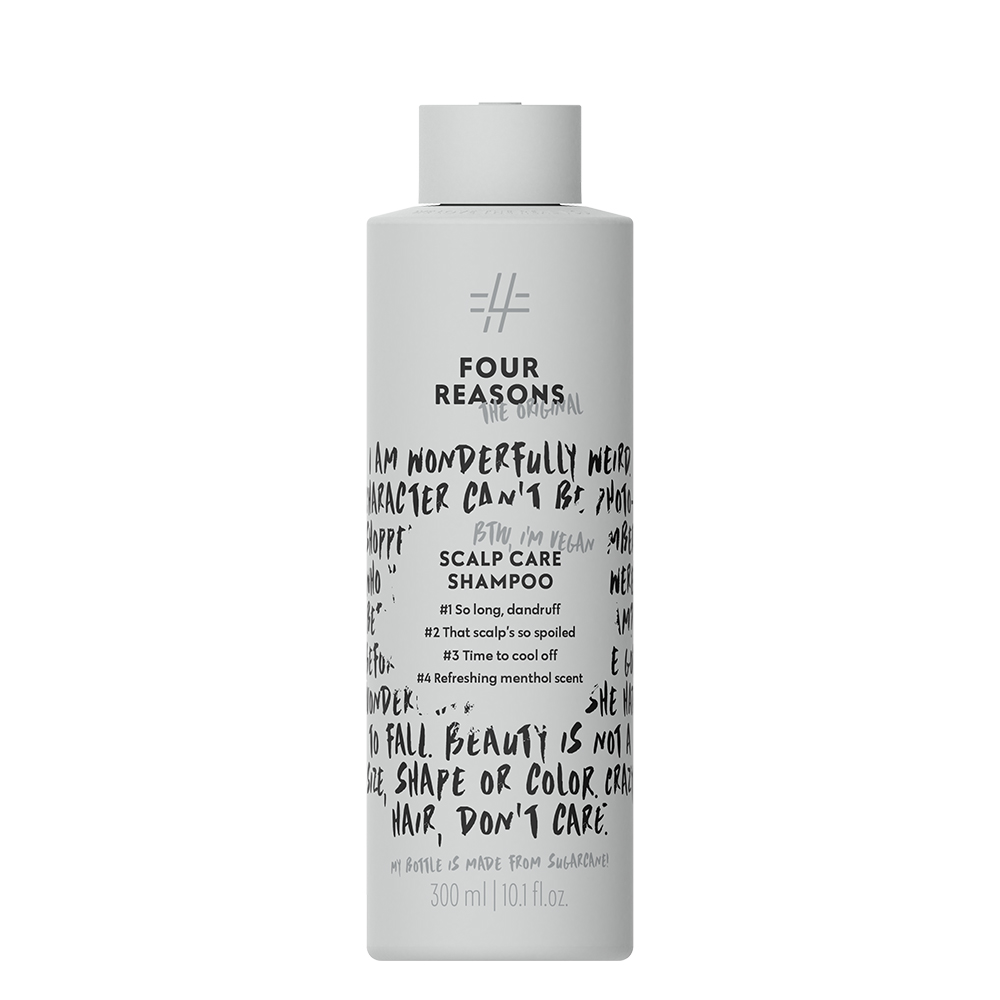 FOUR
REASONS
THE ORIGINAL
I AM WONDERFULLY WEIRD.
CAN'T BE
BTW, I'M VEGAN
SCALP CARE
SHAMPOO
#1 So long, dandruff
#2 That scalp's so spoiled
#3 Time to cool off
#4 Refreshing menthol scent
SHE
TO FALL. BEAUTY IS NOT A
SIZE, SHAPE OR COLOR. CRAZY
HAIR, DON'T CARE.
MY BOTTLE IS MADE FROM SUGARCANE!
300 ml | 10.1 fl.oz.